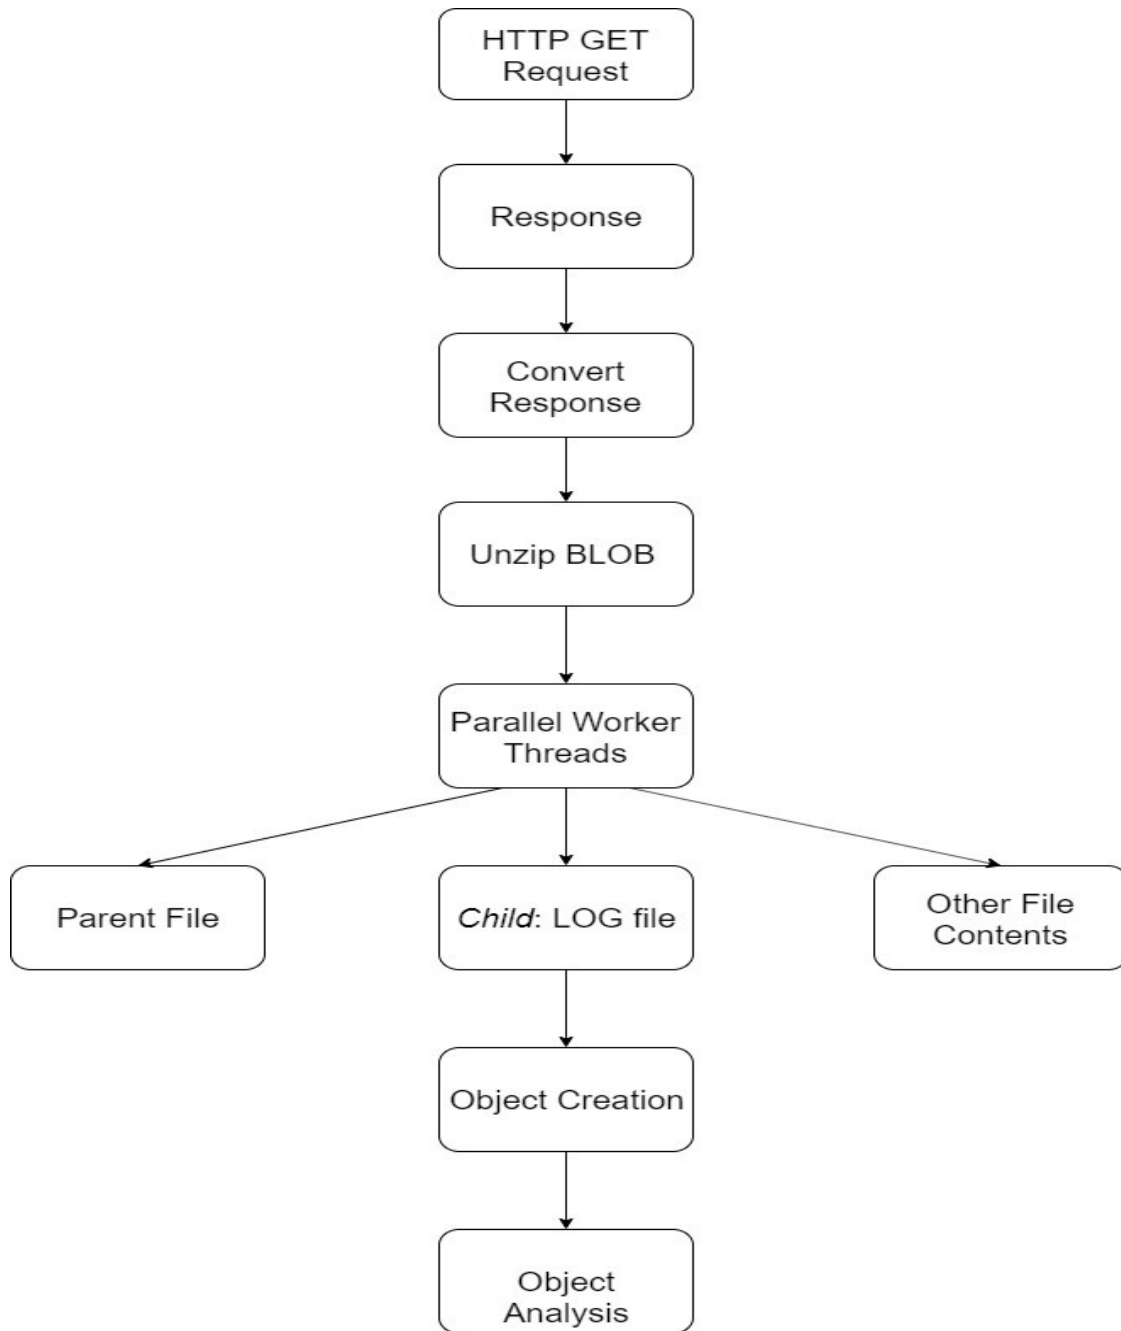 HTTP GET
Request
Response
Convert
Response
Unzip BLOB
Parallel Worker
Threads
Parent File
Child: LOG file
Other File
Contents
Object Creation
Object
Analysis